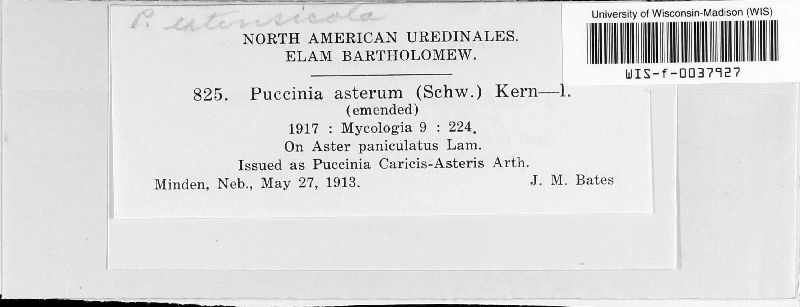 P. extensicola
University of Wisconsin-Madison (WIS)
WIS-f-0037927
NORTH AMERICAN UREDINALES.
ELAM BARTHOLOMEW.
825. Puccinia asterum (Schw.) Kern—I.
(emended)
1917 : Mycologia 9 : 224.
On Aster paniculatus Lam.
Issued as Puccinia Caricis-Asteris Arth.
Minden, Neb., May 27, 1913. J. M. Bates